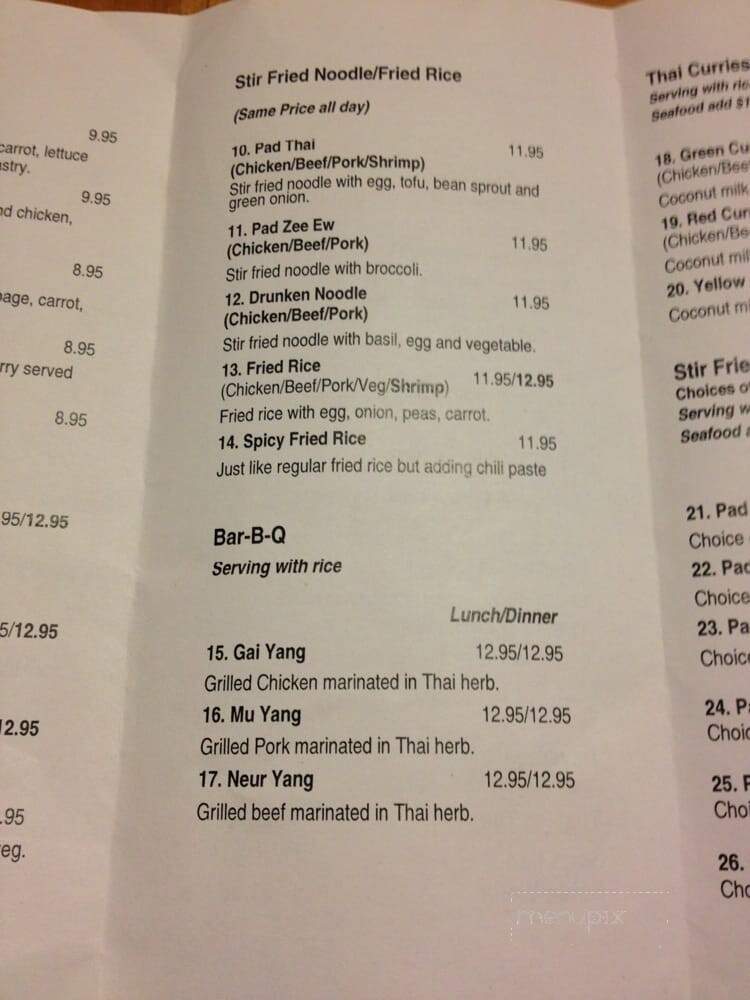 9.95
carrot, lettuce
9.95
chicken,
8.95
carrot,
8.95
served
8.95
95/12.95
5/12.95
2.95
.95
eg.
Stir Fried Noodle/Fried Rice
(Same Price all day)
10. Pad Thai 11.95
(Chicken/Beef/Pork/Shrimp)
Stir fried noodle with egg, tofu, bean sprout and
green onion.
11. Pad Zee Ew
(Chicken/Beef/Pork) 11.95
Stir fried noodle with broccoli.
12. Drunken Noodle 11.95
(Chicken/Beef/Pork)
Stir fried noodle with basil, egg and vegetable.
13. Fried Rice
(Chicken/Beef/Pork/Veg/Shrimp) 11.95/12.95
Fried rice with egg, onion, peas, carrot.
14. Spicy Fried Rice 11.95
Just like regular fried rice but adding chili paste
Bar-B-Q
Serving with rice
Lunch/Dinner
15. Gai Yang 12.95/12.95
Grilled Chicken marinated in Thai herb.
16. Mu Yang 12.95/12.95
Grilled Pork marinated in Thai herb.
17. Neur Yang 12.95/12.95
Grilled beef marinated in Thai herb.
Thai Curries
Serving with
Seafood add $1
18. Green
(Chicken/
Coconut milk
19. Red
(Chicken/
Coconut
20. Yellow
Coconut
Stir
Choices
Serving
Seafood
21. Pad
Choice
22.
Choice
23.
24.
25.
26.
menupix